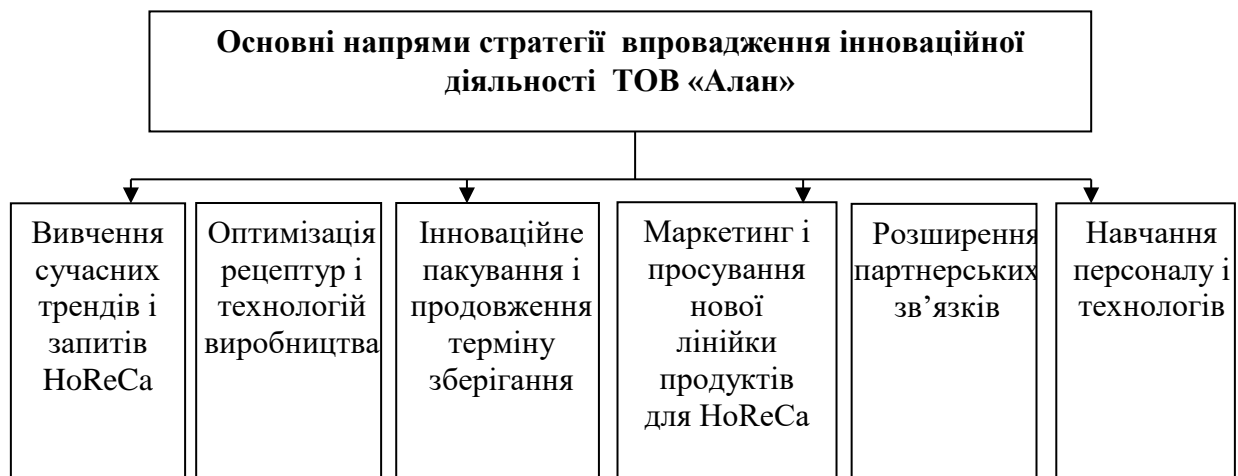 Основні напрями стратегії впровадження інноваційної
діяльності ТОВ «Алан»
Вивчення
сучасних
трендів і
запитів
HoReCa
Оптимізація
рецептур і
технологій
виробництва
Інноваційне
пакування і
продовження
терміну
зберігання
Маркетинг і
просування
нової
лінійки
продуктів
для HoReCa
Розширення
партнерських
зв’язків
Навчання
персоналу і
технологів